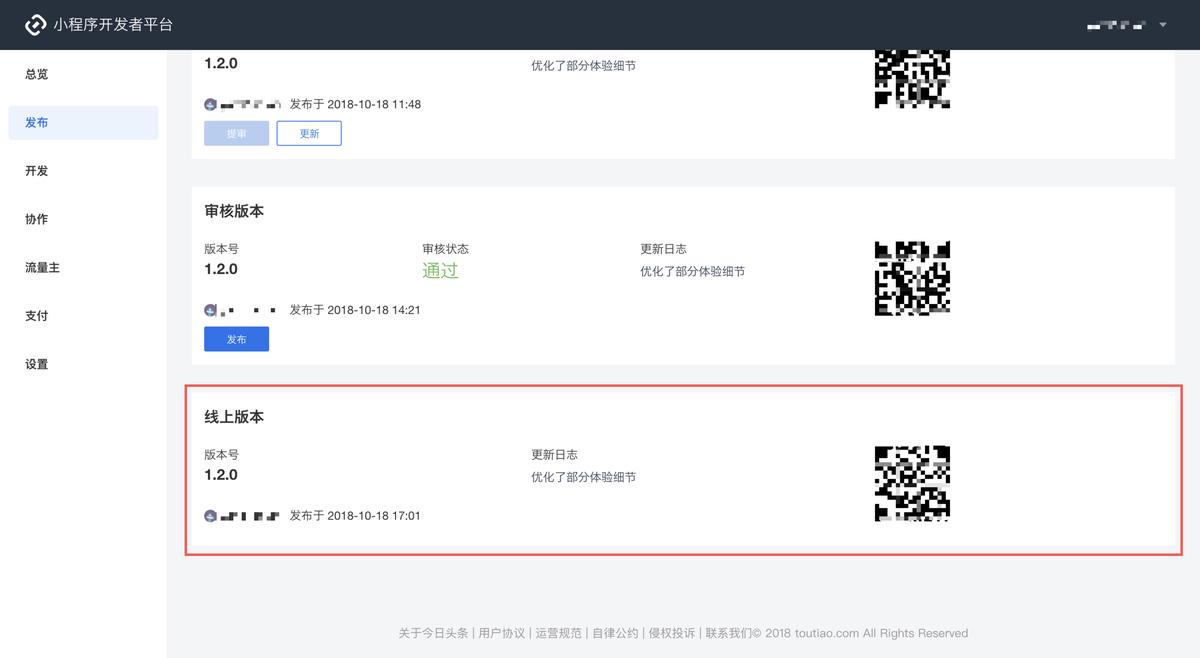 小程序开发者平台
总览
发布
开发
协作
流量主
支付
设置
1.2.0
优化了部分体验细节
发布于 2018-10-18 11:48
提审
更新
审核版本
版本号
审核状态
更新日志
1.2.0
通过
优化了部分体验细节
发布于 2018-10-18 14:21
发布
线上版本
版本号
更新日志
1.2.0
优化了部分体验细节
发布于 2018-10-18 17:01
关于今日头条 | 用户协议 | 运营规范 | 自律公约 | 侵权投诉 | 联系我们© 2018 toutiao.com All Rights Reserved